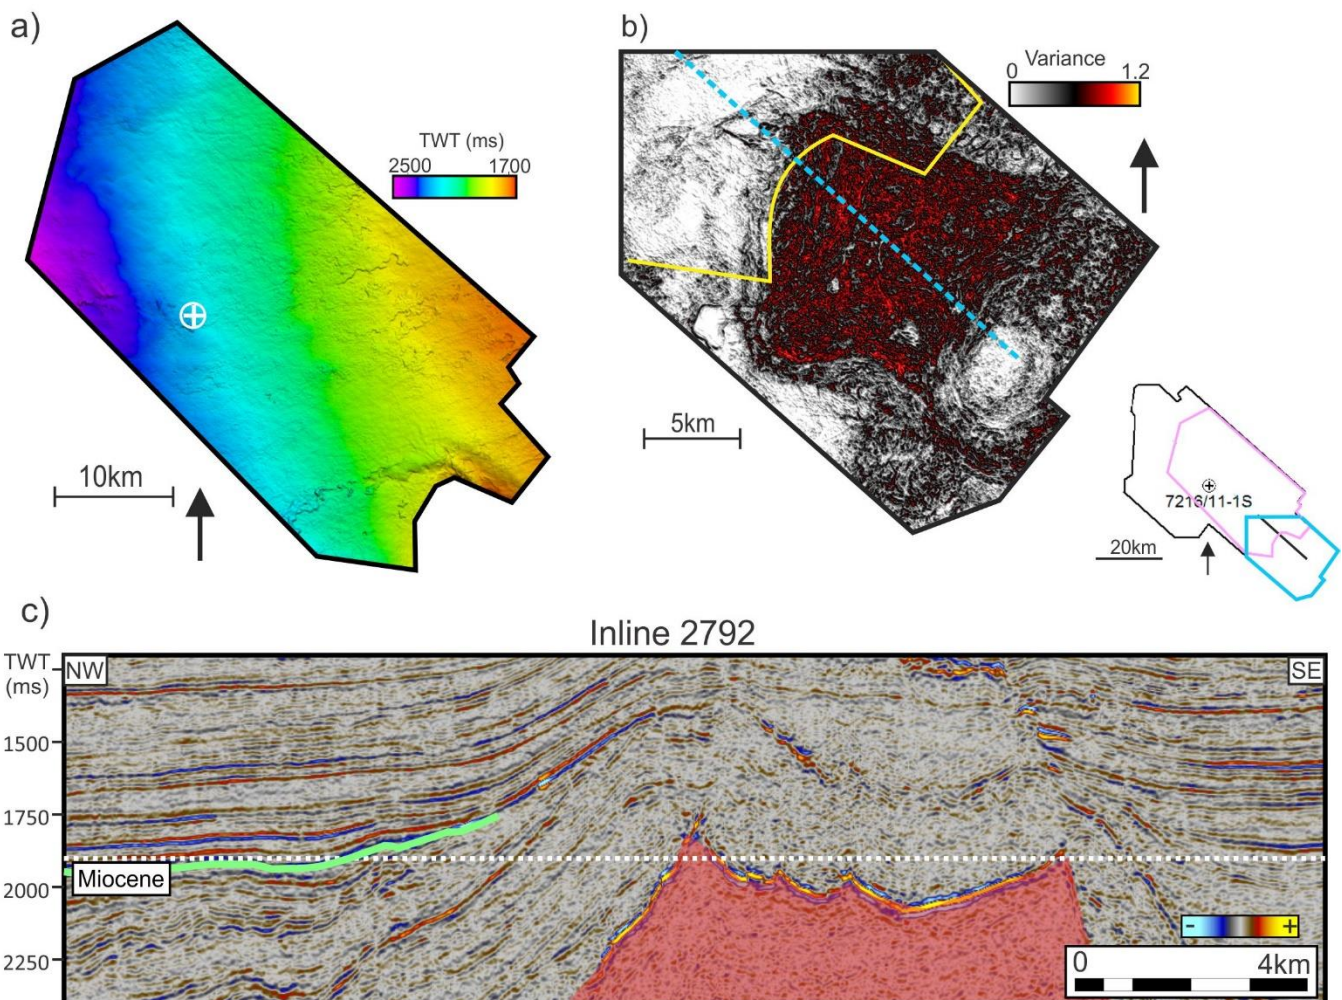 a)
TWT (ms)
2500 1700
10km
b)
Variance
0 1.2
5km
7216/11-1S
20km
c)
Inline 2792
TWT
(ms)
NW
SE
1500
1750
2000
2250
Miocene
- +
0 4km